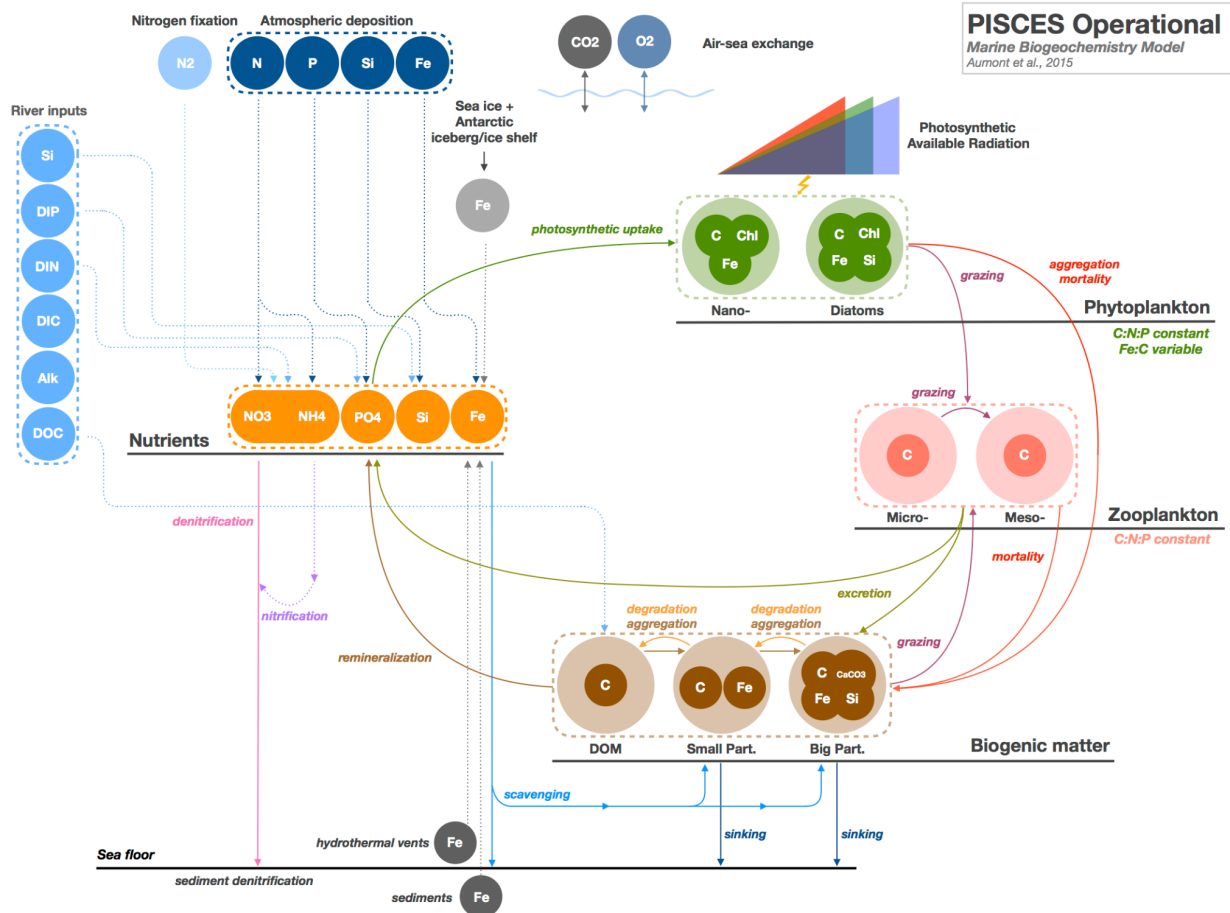 PISCES Operational
Marine Biogeochemistry Model
Aumont et al., 2015
Nitrogen fixation
N2
Atmospheric deposition
N
P
Si
Fe
CO2
O2
Air-sea exchange
River inputs
Si
DIP
DIN
DIC
Alk
DOC
Sea ice +
Antarctic
iceberg/ice shelf
Fe
Photosynthetic
Available Radiation
photosynthetic uptake
C
Chl
Fe
C
Chl
Fe
Si
Nano-
Diatoms
grazing
aggregation
mortality
Phytoplankton
C:N:P constant
Fe:C variable
NO3
NH4
PO4
Si
Fe
Nutrients
grazing
C
C
Micro-
Meso-
Zooplankton
C:N:P constant
mortality
denitrification
nitrification
excretion
remineralization
degradation
aggregation
degradation
aggregation
grazing
C
C
Fe
C
CaCO3
Fe
Si
DOM
Small Part.
Big Part.
Biogenic matter
scavenging
sinking
sinking
hydrothermal vents
Fe
Sea floor
sediment denitrification
sediments
Fe